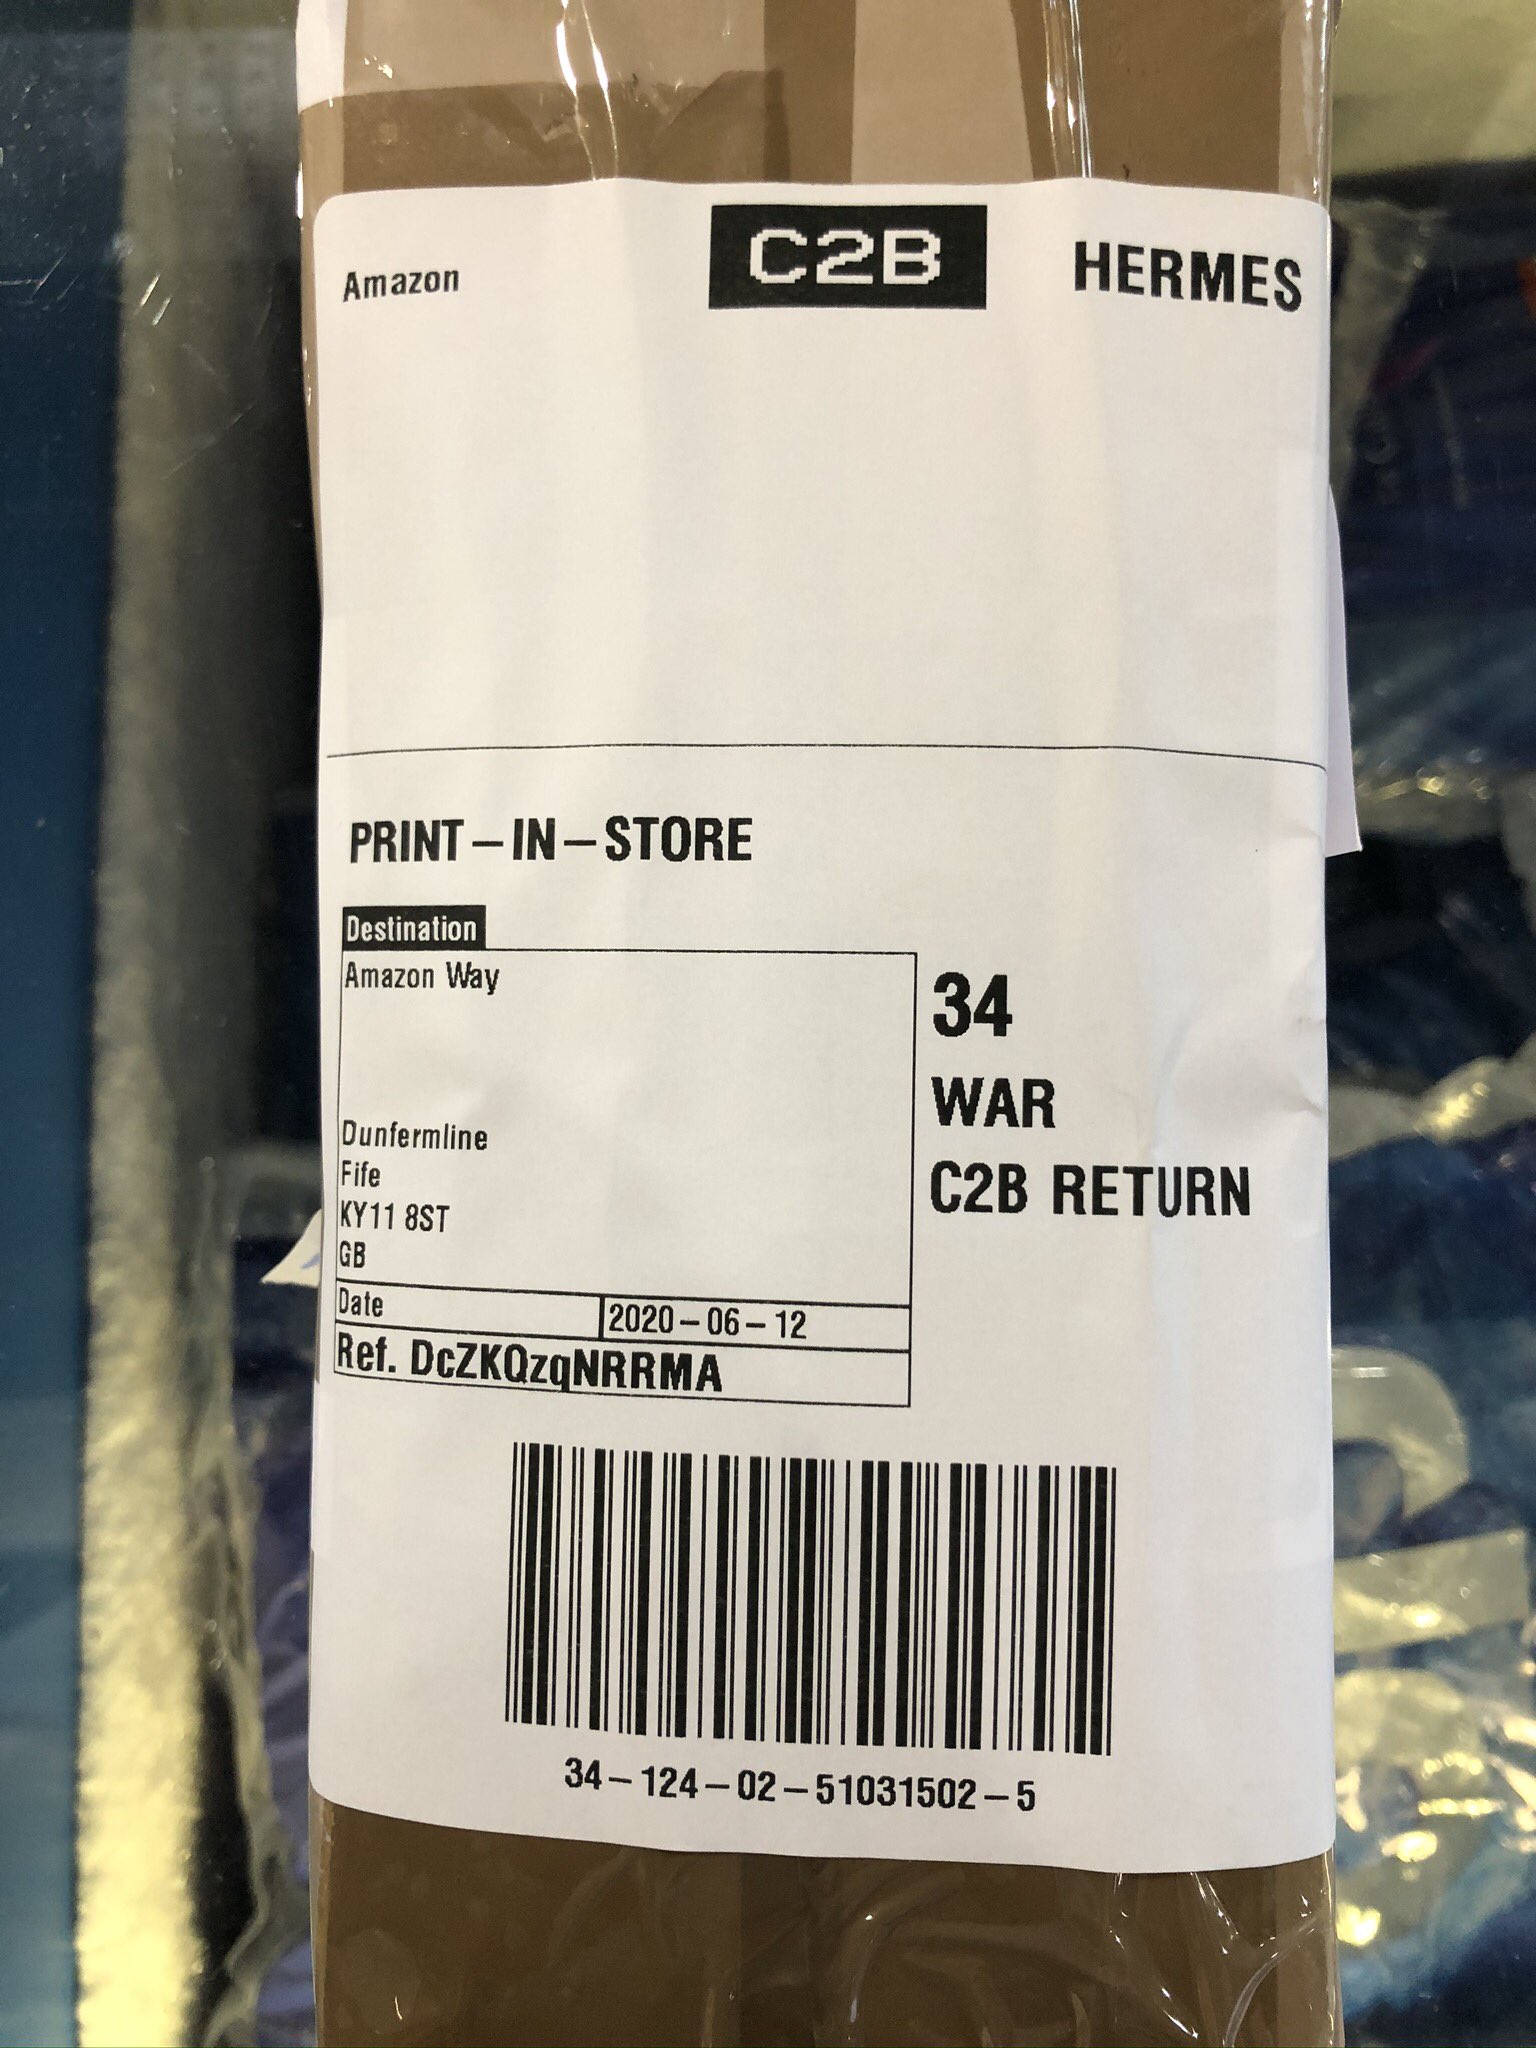 Amazon
C2B
HERMES
PRINT-IN-STORE
Destination
Amazon Way
Dunfermline
Fife
KY11 8ST
GB
Date 2020-06-12
Ref. DcZKQzqNRRMA
34
WAR
C2B RETURN
34-124-02-51031502-5